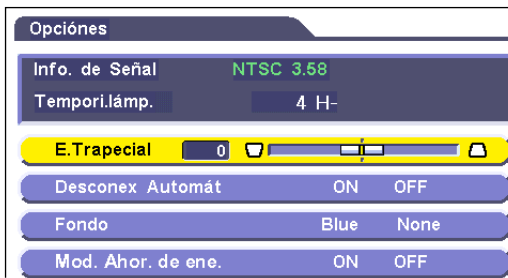 Opciónes
Info. de Señal NTSC 3.58
Tempori.lámp. 4 H-
E.Trapecial 0
Desconex Automát ON OFF
Fondo Blue None
Mod. Ahor. de ene. ON OFF